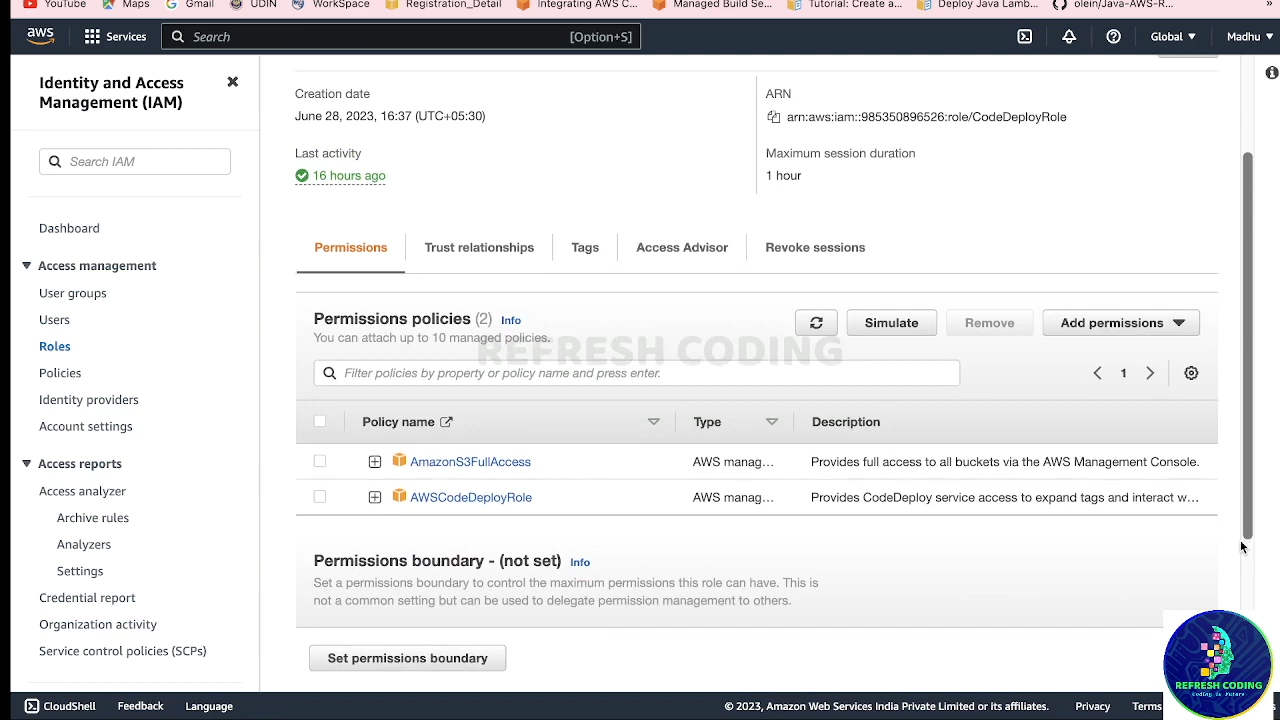 YouTube Maps Gmail UDIN WorkSpace Registration_Detail Integrating AWS C... Managed Build Se... Tutorial: Create a... Deploy Java Lamb... olein/Java-AWS-R... »
aws Services Search [Option+S] Global Madhu
Identity and Access
Management (IAM)
Search IAM
Dashboard
Access management
User groups
Users
Roles
Policies
Identity providers
Account settings
Access reports
Access analyzer
Archive rules
Analyzers
Settings
Credential report
Organization activity
Service control policies (SCPs)
Creation date
June 28, 2023, 16:37 (UTC+05:30)
ARN
arn:aws:iam::985350896526:role/CodeDeployRole
Last activity
16 hours ago
Maximum session duration
1 hour
Permissions Trust relationships Tags Access Advisor Revoke sessions
Permissions policies (2) Info
You can attach up to 10 managed policies.
Simulate Remove Add permissions
REFRESH CODING
Filter policies by property or policy name and press enter.
1
Policy name Type Description
AmazonS3FullAccess AWS manag... Provides full access to all buckets via the AWS Management Console.
AWSCodeDeployRole AWS manag... Provides CodeDeploy service access to expand tags and interact w...
Permissions boundary - (not set) Info
Set a permissions boundary to control the maximum permissions this role can have. This is
not a common setting but can be used to delegate permission management to others.
Set permissions boundary
REFRESH CODING
Coding Is Future
CloudShell Feedback Language © 2023, Amazon Web Services India Private Limited or its affiliates. Privacy Terms